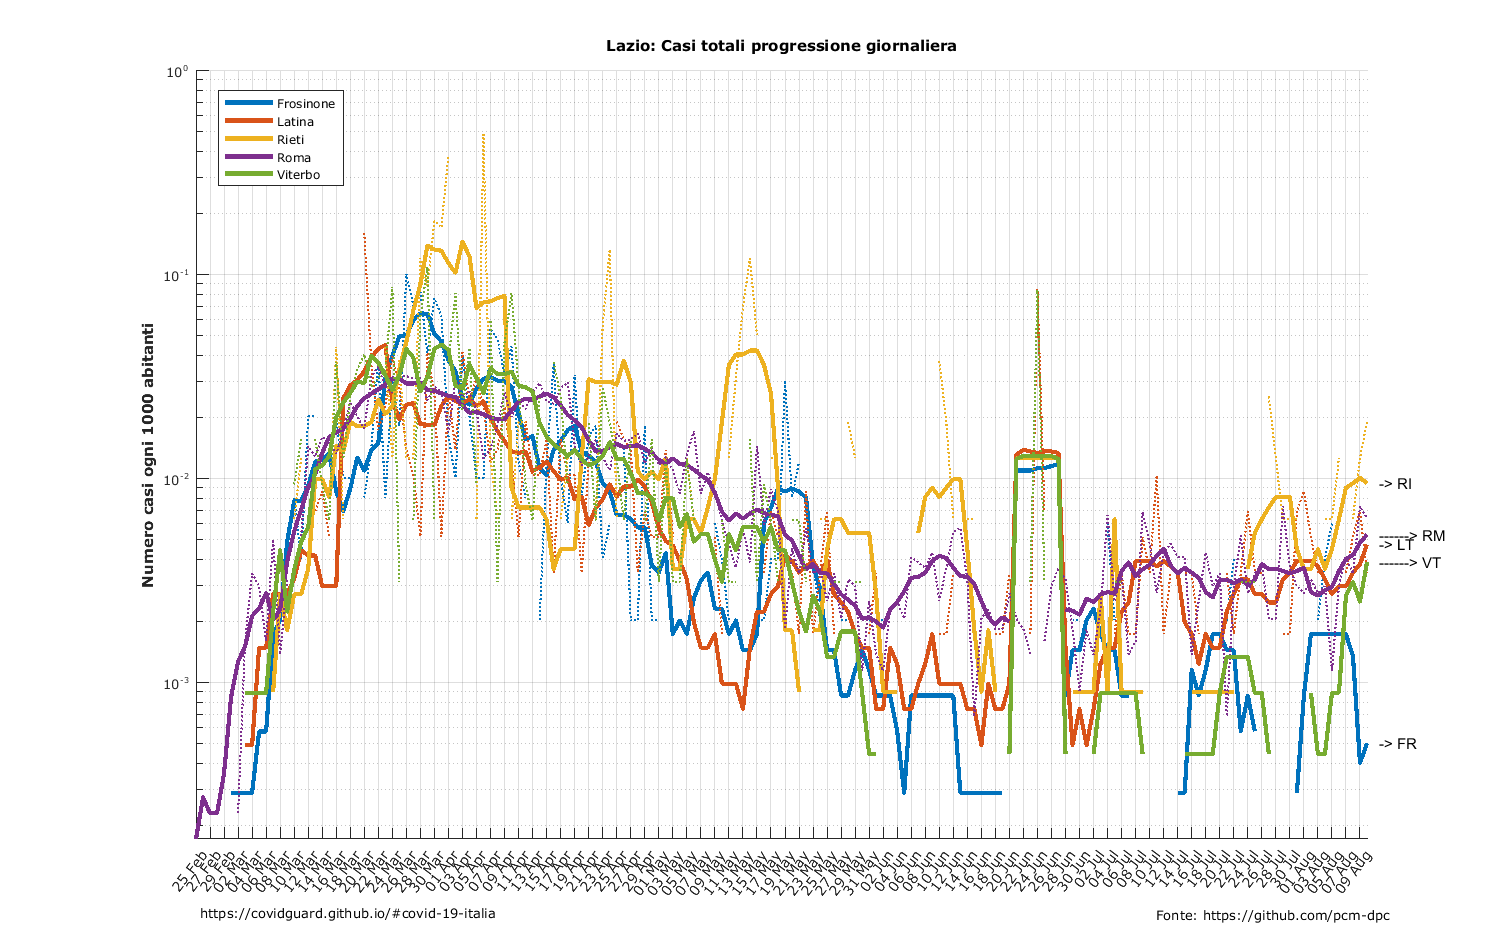 Lazio: Casi totali progressione giornaliera
Numero casi ogni 1000 abitanti
10⁰
10⁻¹
10⁻²
10⁻³
Frosinone
Latina
Rieti
Roma
Viterbo
-> RI
------> RM
-> LT
------> VT
-> FR
25 Feb
27 Feb
29 Feb
02 Mar
04 Mar
06 Mar
08 Mar
10 Mar
12 Mar
14 Mar
16 Mar
18 Mar
20 Mar
22 Mar
24 Mar
26 Mar
28 Mar
30 Mar
01 Apr
03 Apr
05 Apr
07 Apr
09 Apr
11 Apr
13 Apr
15 Apr
17 Apr
19 Apr
21 Apr
23 Apr
25 Apr
27 Apr
29 Apr
01 May
03 May
05 May
07 May
09 May
11 May
13 May
15 May
17 May
19 May
21 May
23 May
25 May
27 May
29 May
31 May
02 Jun
04 Jun
06 Jun
08 Jun
10 Jun
12 Jun
14 Jun
16 Jun
18 Jun
20 Jun
22 Jun
24 Jun
26 Jun
28 Jun
30 Jun
02 Jul
04 Jul
06 Jul
08 Jul
10 Jul
12 Jul
14 Jul
16 Jul
18 Jul
20 Jul
22 Jul
24 Jul
26 Jul
28 Jul
30 Jul
01 Aug
03 Aug
05 Aug
07 Aug
09 Aug
https://covidguard.github.io/#covid-19-italia
Fonte: https://github.com/pcm-dpc